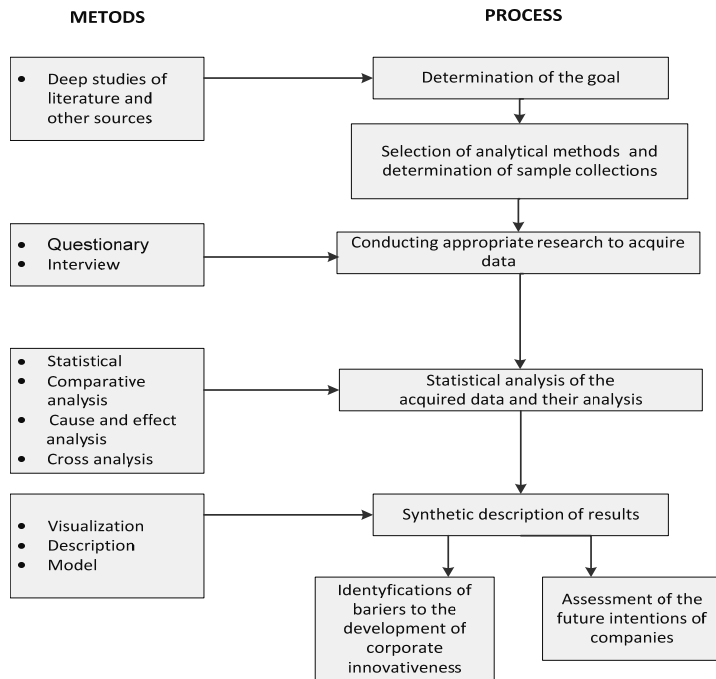 METODS
PROCESS
• Deep studies of
literature and
other sources
Determination of the goal
Selection of analytical methods and
determination of sample collections
• Questionary
• Interview
Conducting appropriate research to acquire
data
• Statistical
• Comparative
analysis
• Cause and effect
analysis
• Cross analysis
Statistical analysis of the
acquired data and their analysis
• Visualization
• Description
• Model
Synthetic description of results
Identyfications of
bariers to the
development of
corporate
innovativeness
Assessment of the
future intentions of
companies